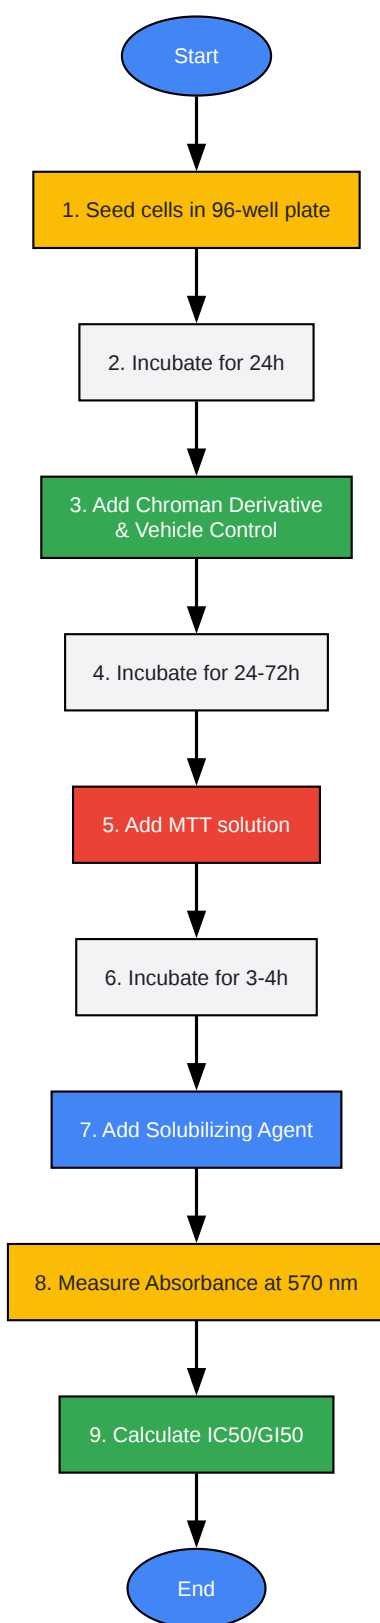 Start
1. Seed cells in 96-well plate
2. Incubate for 24h
3. Add Chroman Derivative
& Vehicle Control
4. Incubate for 24-72h
5. Add MTT solution
6. Incubate for 3-4h
7. Add Solubilizing Agent
8. Measure Absorbance at 570 nm
9. Calculate IC50/GI50
End